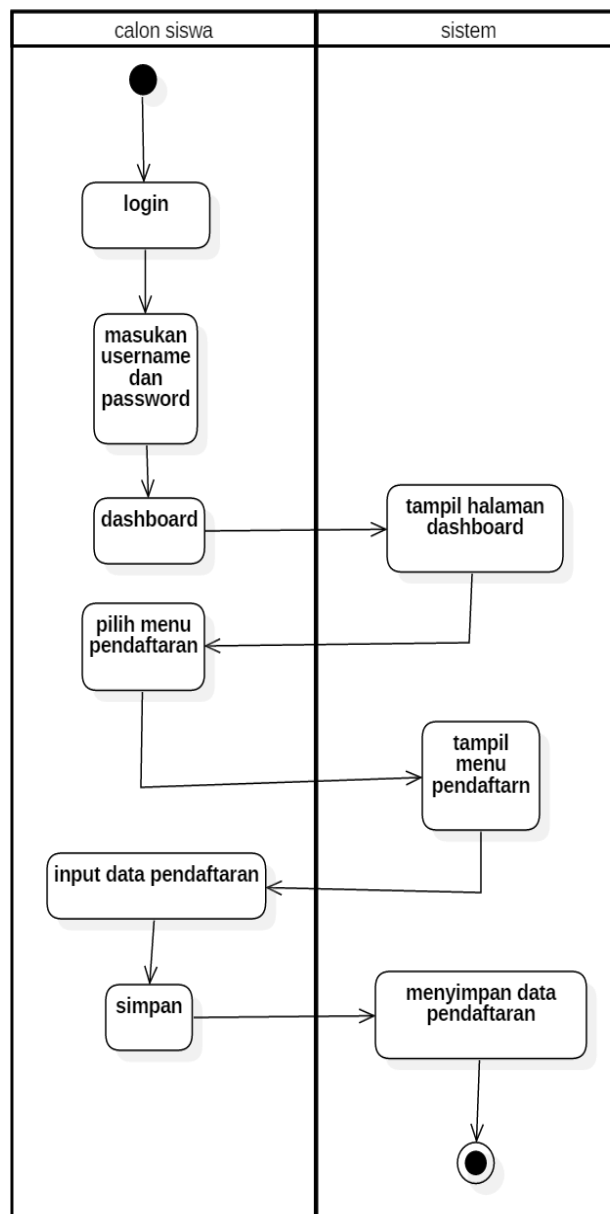 calon siswa
sistem
login
masukan
username
dan
password
dashboard
tampil halaman
dashboard
pilih menu
pendaftaran
tampil
menu
pendaftarn
input data pendaftaran
simpan
menyimpan data
pendaftaran